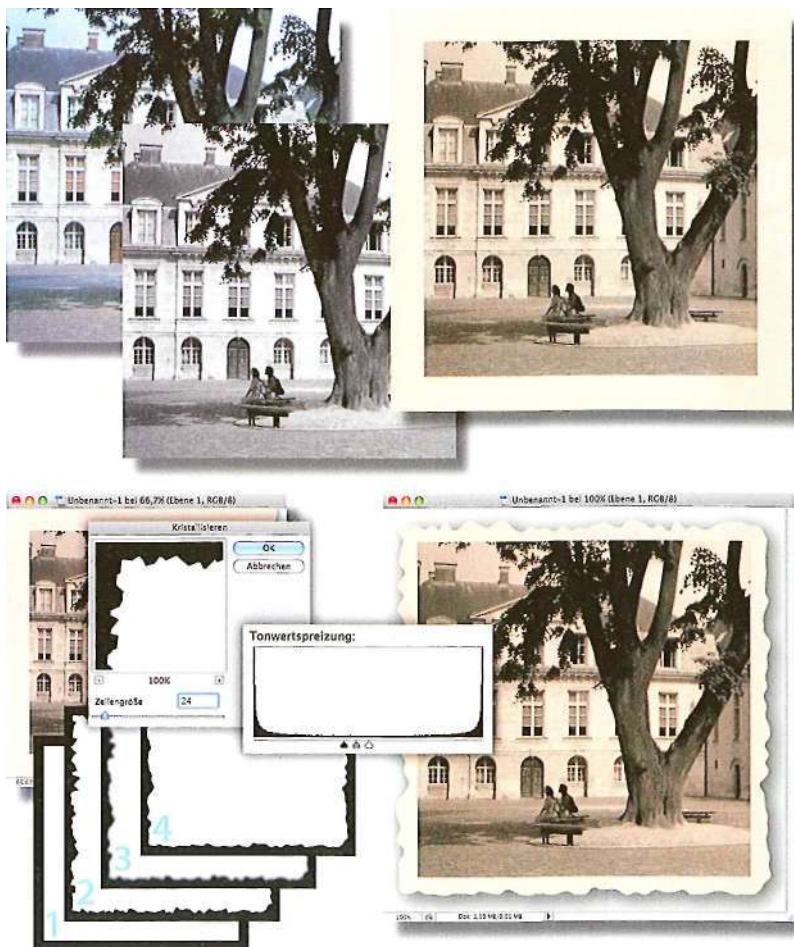 Unbenannt-1 bei 66,7% (Ebene 1, RGB/8)
Kristallisieren
OK
Abbrechen
100%
Zellengröße
24
Tonwertspreizung:
1
2
3
4
Unbenannt-1 bei 100% (Ebene 1, RGB/8)
100%